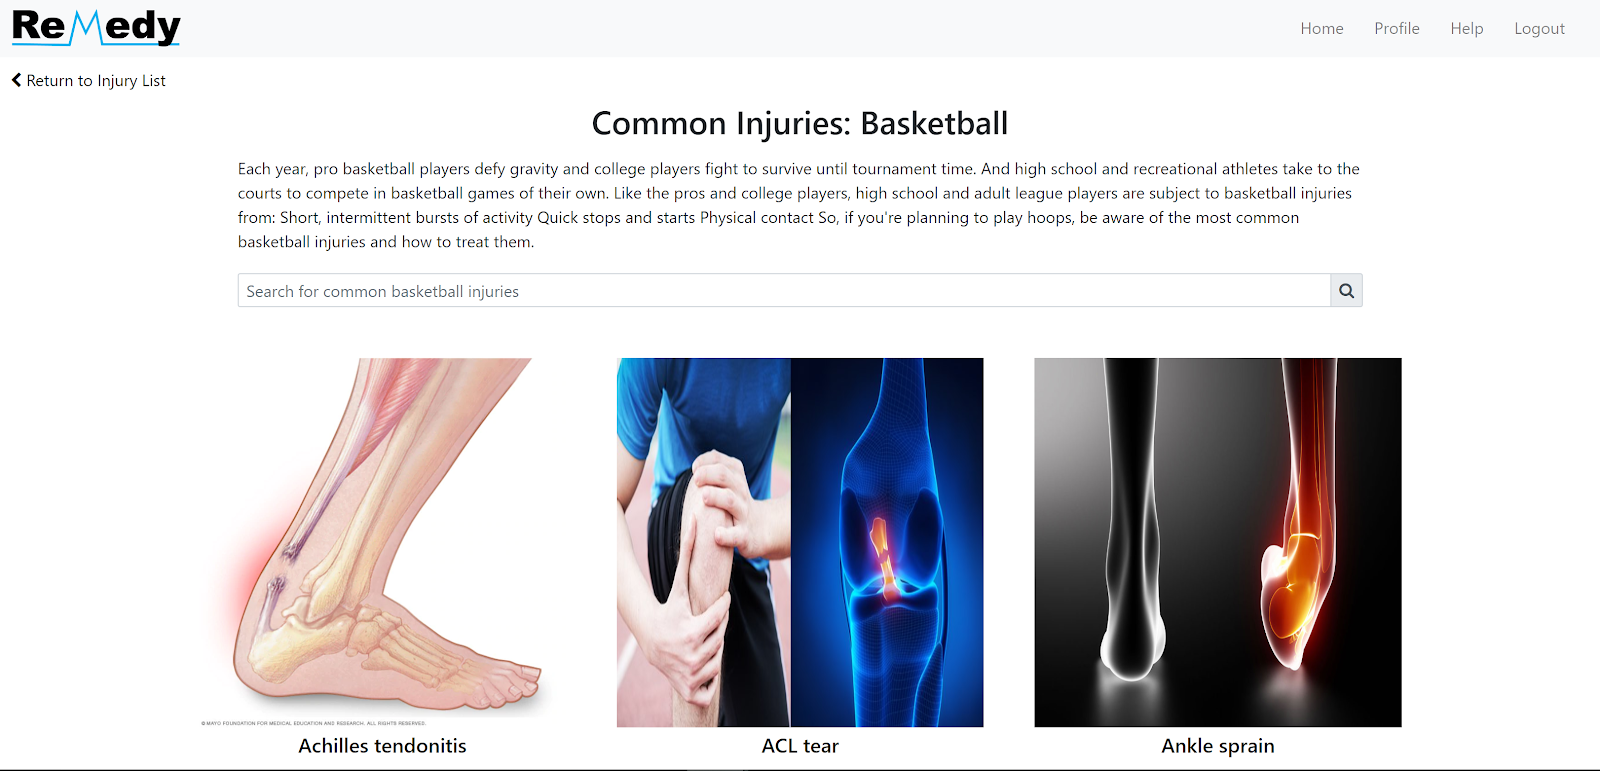 ReMedy
Home Profile Help Logout
Return to Injury List
Common Injuries: Basketball
Each year, pro basketball players defy gravity and college players fight to survive until tournament time. And high school and recreational athletes take to the
courts to compete in basketball games of their own. Like the pros and college players, high school and adult league players are subject to basketball injuries
from: Short, intermittent bursts of activity Quick stops and starts Physical contact So, if you're planning to play hoops, be aware of the most common
basketball injuries and how to treat them.
Search for common basketball injuries
© MAYO FOUNDATION FOR MEDICAL EDUCATION AND RESEARCH. ALL RIGHTS RESERVED.
Achilles tendonitis
ACL tear
Ankle sprain